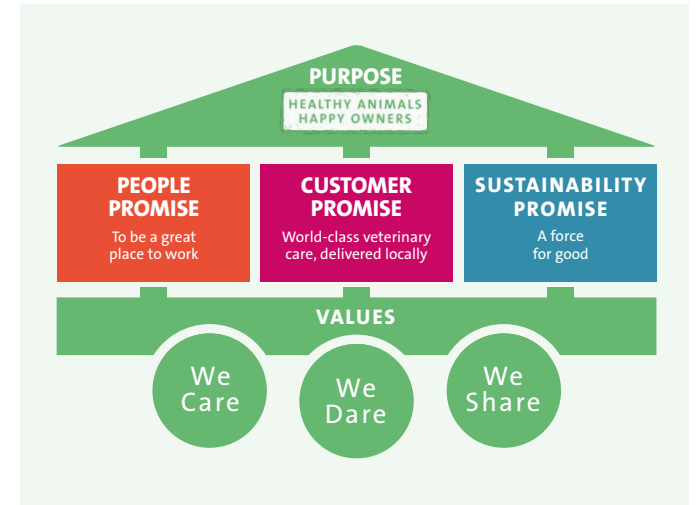 PURPOSE
HEALTHY ANIMALS
HAPPY OWNERS
PEOPLE
PROMISE
To be a great
place to work
CUSTOMER
PROMISE
World-class veterinary
care, delivered locally
SUSTAINABILITY
PROMISE
A force
for good
VALUES
We
Care
We
Dare
We
Share